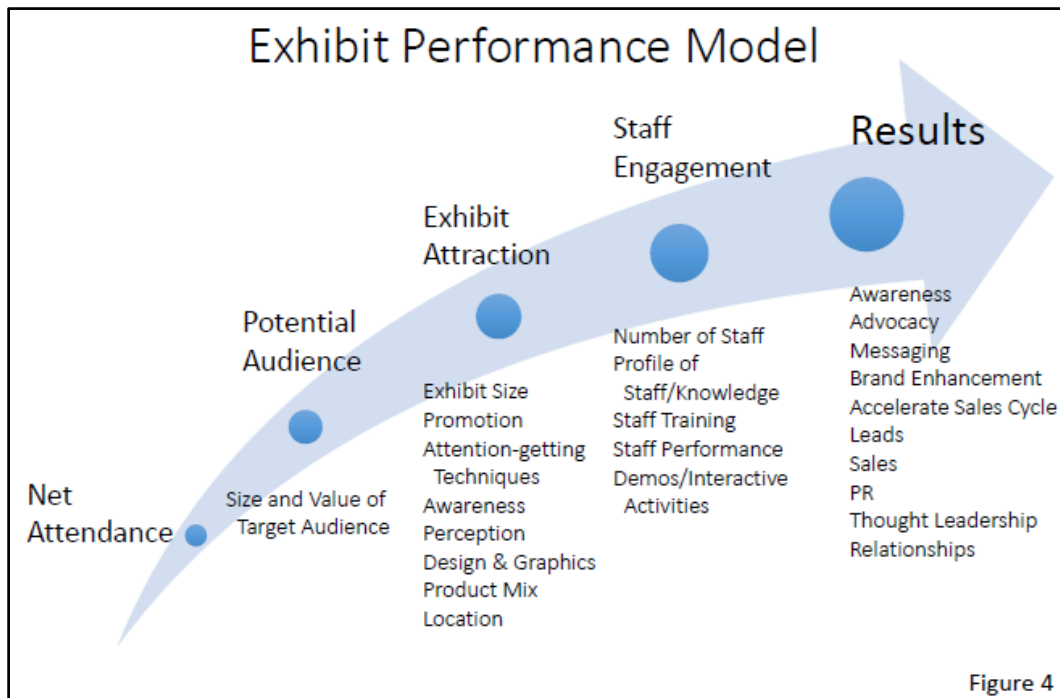 Exhibit Performance Model
Net
Attendance
Potential
Audience
Size and Value of
Target Audience
Exhibit
Attraction
Exhibit Size
Promotion
Attention-getting
Techniques
Awareness
Perception
Design & Graphics
Product Mix
Location
Staff
Engagement
Number of Staff
Profile of
Staff/Knowledge
Staff Training
Staff Performance
Demos/Interactive
Activities
Results
Awareness
Advocacy
Messaging
Brand Enhancement
Accelerate Sales Cycle
Leads
Sales
PR
Thought Leadership
Relationships
Figure 4